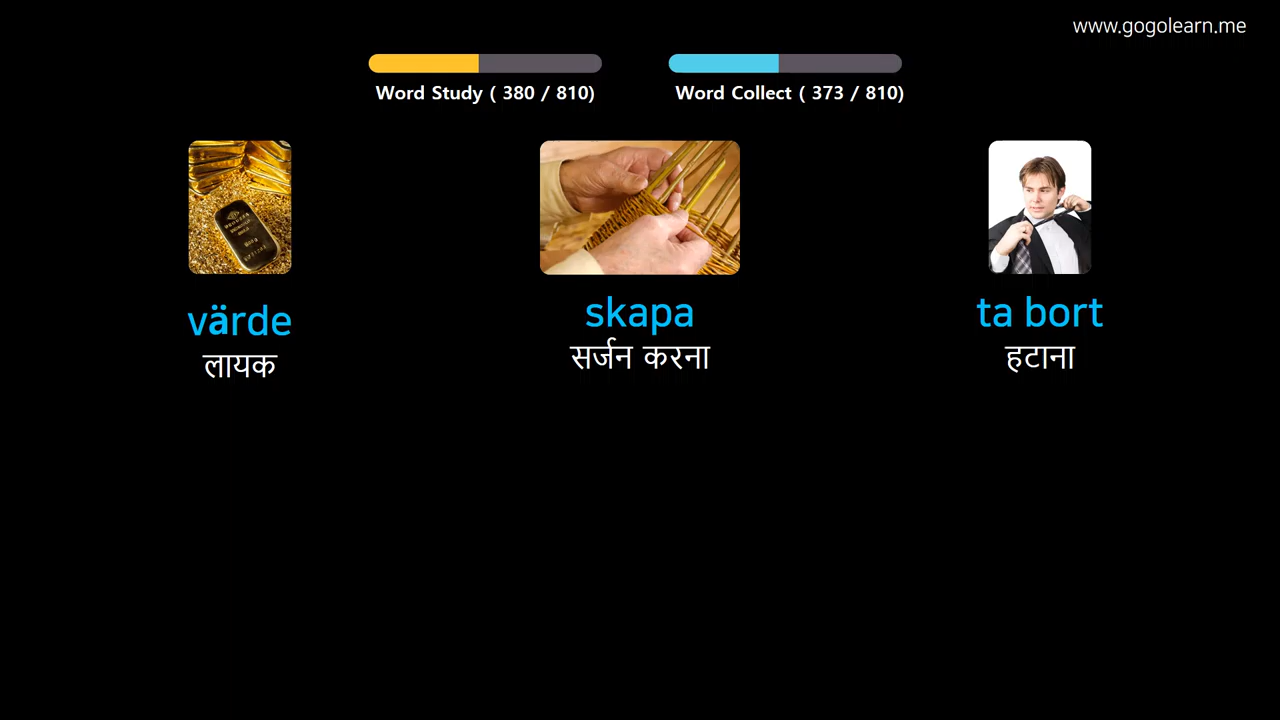 www.gogolearn.me
Word Study ( 380 / 810)
Word Collect ( 373 / 810)
värde
लायक
skapa
सर्जन करना
ta bort
हटाना